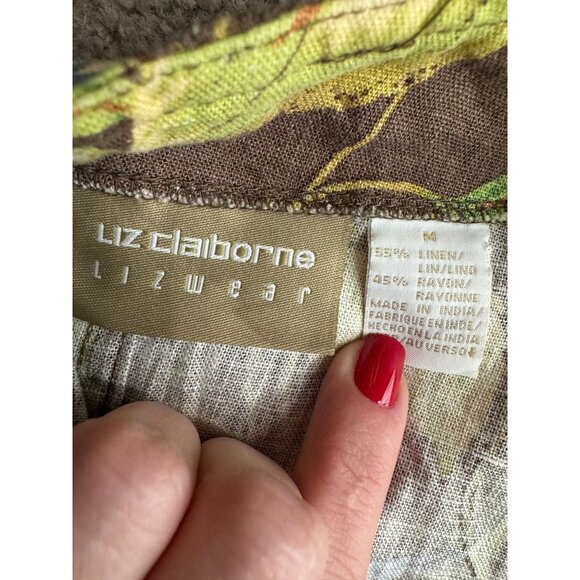 Liz claiborne
Lizwear
M
55% LINEN/
LIN/LINO
45% RAYON/
RAYONNE
MADE IN INDIA/
FABRIQUE EN INDE/
HECHO EN LA INDIA
/AU VERSO